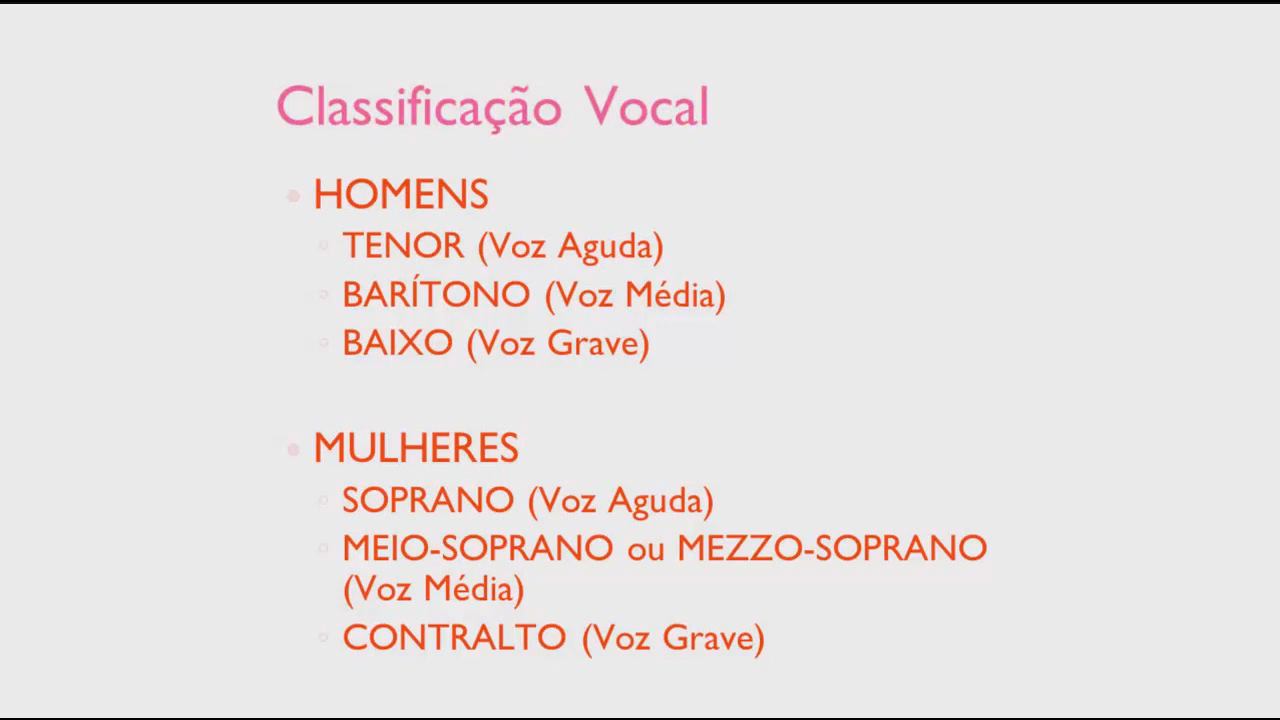 Classificação Vocal
HOMENS
TENOR (Voz Aguda)
BARÍTONO (Voz Média)
BAIXO (Voz Grave)
MULHERES
SOPRANO (Voz Aguda)
MEIO-SOPRANO ou MEZZO-SOPRANO
(Voz Média)
CONTRALTO (Voz Grave)